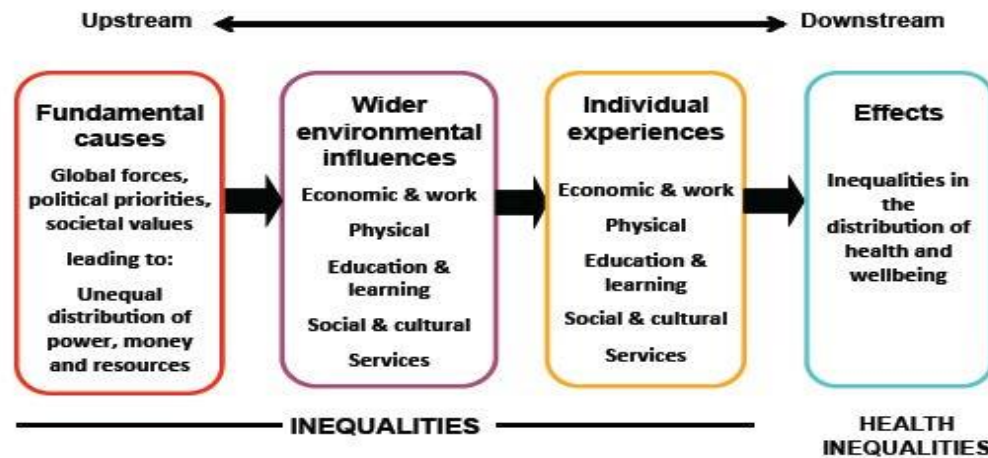 Upstream
Downstream
Fundamental
causes
Global forces,
political priorities,
societal values
leading to:
Unequal
distribution of
power, money
and resources
Wider
environmental
influences
Economic & work
Physical
Education &
learning
Social & cultural
Services
Individual
experiences
Economic & work
Physical
Education &
learning
Social & cultural
Services
Effects
Inequalities in
the
distribution of
health and
wellbeing
INEQUALITIES
HEALTH
INEQUALITIES